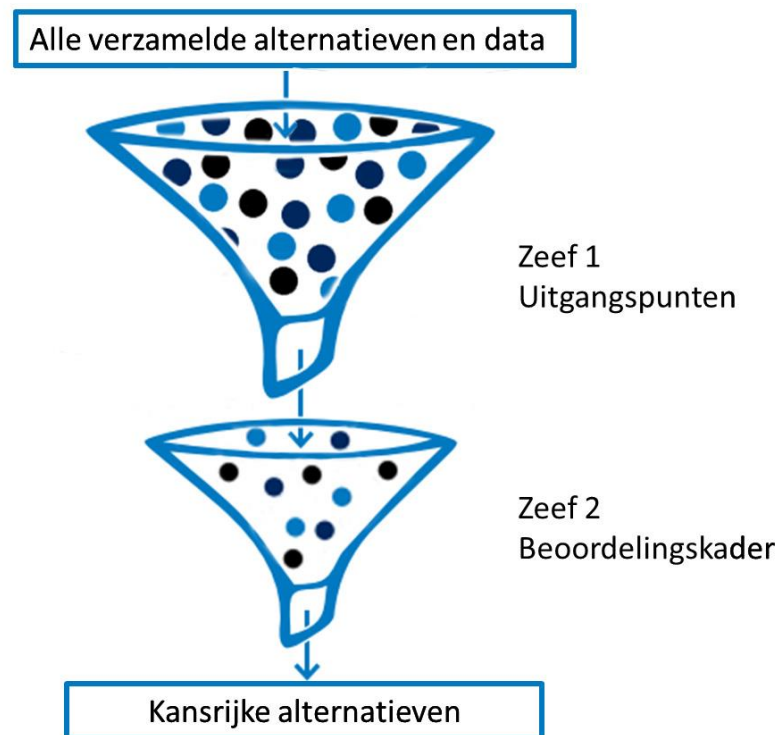 Alle verzamelde alternatieven en data
Zeef 1
Uitgangspunten
Zeef 2
Beoordelingskader
Kansrijke alternatieven